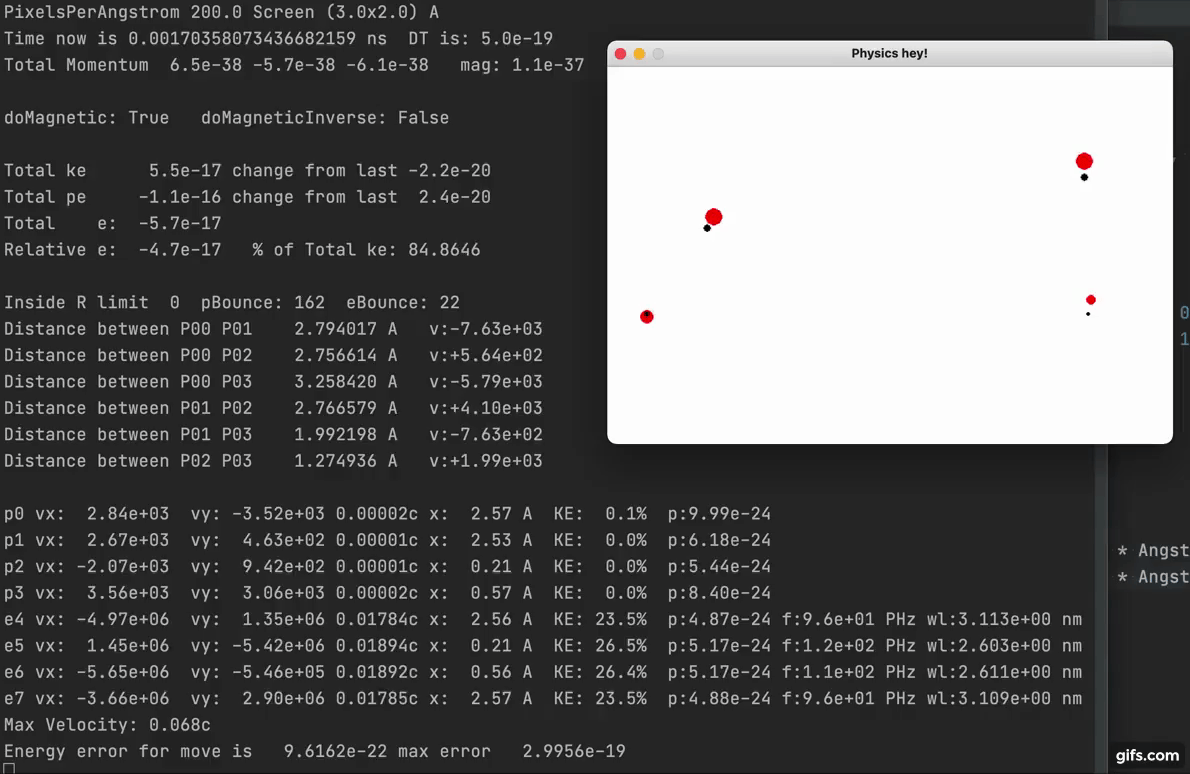 PixelsPerAngstrom 200.0 Screen (3.0x2.0) A
Time now is 0.00170358073436682159 ns  DT is: 5.0e-19
Total Momentum  6.5e-38 -5.7e-38 -6.1e-38   mag: 1.1e-37
doMagnetic: True   doMagneticInverse: False
Total ke      5.5e-17 change from last -2.2e-20
Total pe     -1.1e-16 change from last  2.4e-20
Total    e:  -5.7e-17
Relative e:  -4.7e-17   % of Total ke: 84.8646
Inside R limit  0  pBounce: 162  eBounce: 22
Distance between P00 P01    2.794017 A   v:-7.63e+03
Distance between P00 P02    2.756614 A   v:+5.64e+02
Distance between P00 P03    3.258420 A   v:-5.79e+03
Distance between P01 P02    2.766579 A   v:+4.10e+03
Distance between P01 P03    1.992198 A   v:-7.63e+02
Distance between P02 P03    1.274936 A   v:+1.99e+03
p0 vx:  2.84e+03  vy: -3.52e+03 0.00002c x:  2.57 A  KE:  0.1%  p:9.99e-24
p1 vx:  2.67e+03  vy:  4.63e+02 0.00001c x:  2.53 A  KE:  0.0%  p:6.18e-24
p2 vx: -2.07e+03  vy:  9.42e+02 0.00001c x:  0.21 A  KE:  0.0%  p:5.44e-24
p3 vx:  3.56e+03  vy:  3.06e+03 0.00002c x:  0.57 A  KE:  0.0%  p:8.40e-24
e4 vx: -4.97e+06  vy:  1.35e+06 0.01784c x:  2.56 A  KE: 23.5%  p:4.87e-24 f:9.6e+01 PHz wl:3.113e+00 nm
e5 vx:  1.45e+06  vy: -5.42e+06 0.01894c x:  0.21 A  KE: 26.5%  p:5.17e-24 f:1.2e+02 PHz wl:2.603e+00 nm
e6 vx: -5.65e+06  vy: -5.46e+05 0.01892c x:  0.56 A  KE: 26.4%  p:5.17e-24 f:1.1e+02 PHz wl:2.611e+00 nm
e7 vx: -3.66e+06  vy:  2.90e+06 0.01785c x:  2.57 A  KE: 23.5%  p:4.88e-24 f:9.6e+01 PHz wl:3.109e+00 nm
Max Velocity: 0.068c
Energy error for move is   9.6162e-22 max error   2.9956e-19
Physics hey!
0
1
* Angst
* Angst
gifs.com